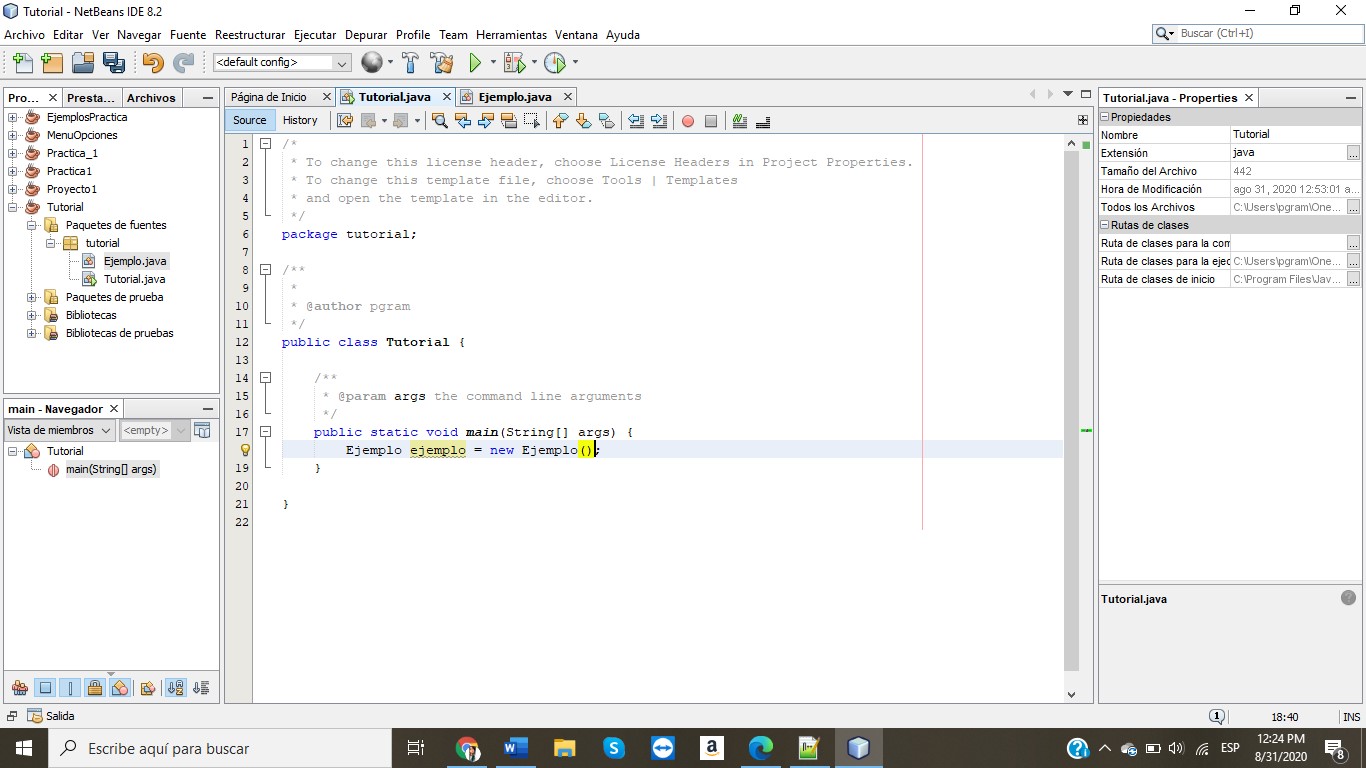 Tutorial - NetBeans IDE 8.2
Archivo Editar Ver Navegar Fuente Reestructurar Ejecutar Depurar Profile Team Herramientas Ventana Ayuda
Buscar (Ctrl+I)
<default config>
Pro... Presta... Archivos
EjemplosPractica
MenuOpciones
Practica_1
Practica1
Proyecto1
Tutorial
Paquetes de fuentes
tutorial
Ejemplo.java
Tutorial.java
Paquetes de prueba
Bibliotecas
Bibliotecas de pruebas
main - Navegador
Vista de miembros <empty>
Tutorial
main(String[] args)
Página de Inicio Tutorial.java Ejemplo.java
Source History
1 /*
2 * To change this license header, choose License Headers in Project Properties.
3 * To change this template file, choose Tools | Templates
4 * and open the template in the editor.
5 */
6 package tutorial;
7
8 /**
9 *
10 * @author pgram
11 */
12 public class Tutorial {
13
14 /**
15 * @param args the command line arguments
16 */
17 public static void main(String[] args) {
Ejemplo ejemplo = new Ejemplo();
19 }
20
21 }
22
Tutorial.java - Properties
Propiedades
Nombre Tutorial
Extensión java ...
Tamaño del Archivo 442
Hora de Modificación ago 31, 2020 12:53:01 a...
Todos los Archivos C:\Users\pgram\One... ...
Rutas de clases
Ruta de clases para la com ...
Ruta de clases para la ejec C:\Users\pgram\One... ...
Ruta de clases de inicio C:\Program Files\Jav... ...
Tutorial.java
Salida
1 18:40 INS
Escribe aquí para buscar
ESP
12:24 PM
8/31/2020
8